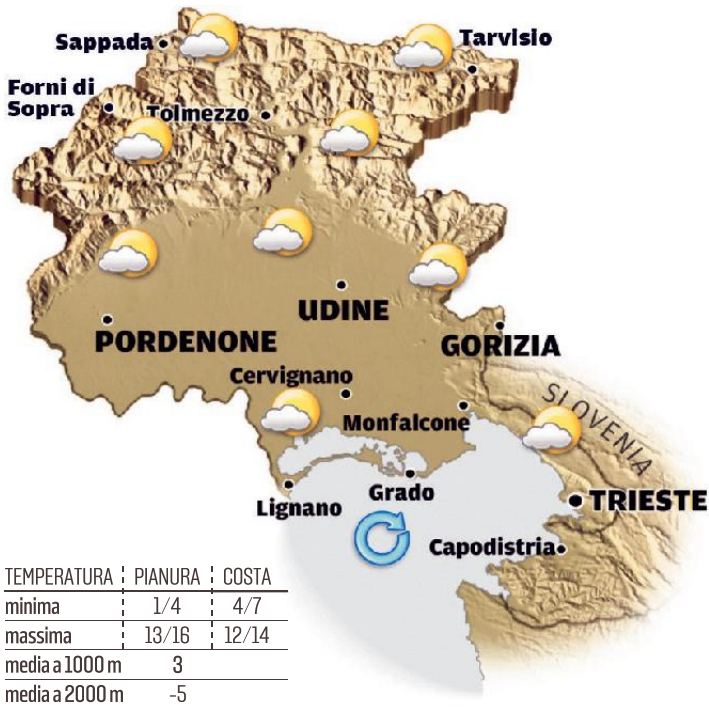 Sappada
Tarvisio
Forni di
Sopra
Tolmezzo
UDINE
PORDENONE
GORIZIA
Cervignano
SLOVENIA
Monfalcone
Grado
Lignano
TRIESTE
Capodistria
TEMPERATURA PIANURA COSTA
minima 1/4 4/7
massima 13/16 12/14
media a 1000 m 3
media a 2000 m -5